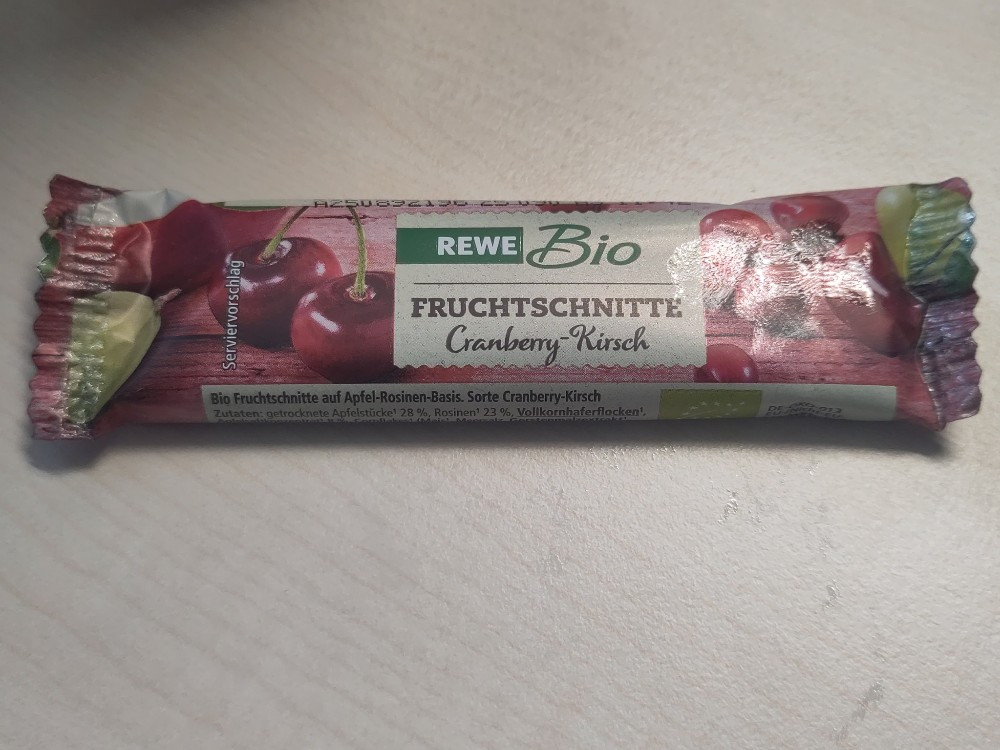 REWE Bio
FRUCHTSCHNITTE
Cranberry-Kirsch
Serviervorschlag
Bio Fruchtschnitte auf Apfel-Rosinen-Basis. Sorte Cranberry-Kirsch
Zutaten: getrocknete Apfelstücke¹ 28 %, Rosinen¹ 23 %, Vollkornhaferflocken¹,